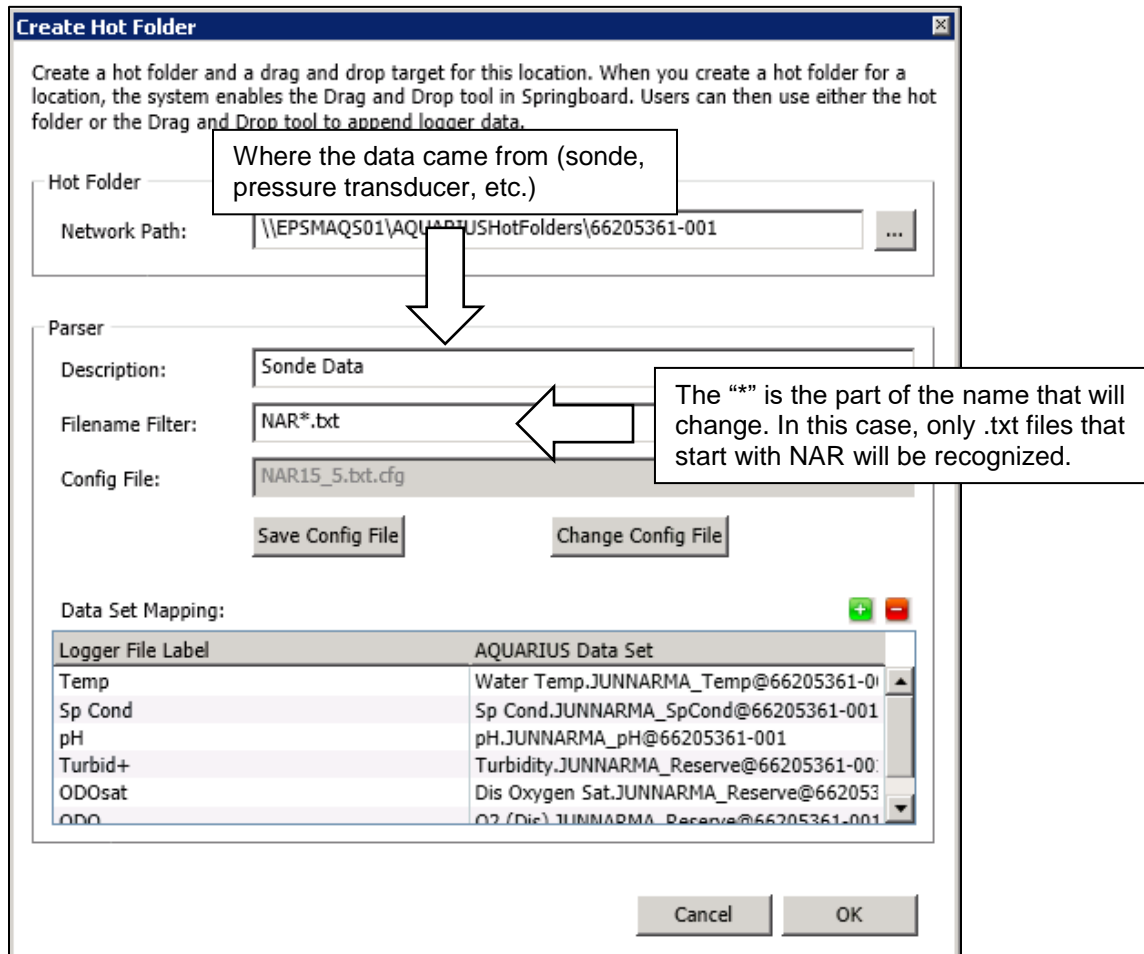 Create Hot Folder
Create a hot folder and a drag and drop target for this location. When you create a hot folder for a
location, the system enables the Drag and Drop tool in Springboard. Users can then use either the hot
folder or the Drag and Drop tool to append logger data.
Where the data came from (sonde,
pressure transducer, etc.)
Hot Folder
Network Path:
\\EPSMAQS01\AQUARIUSHotFolders\66205361-001
...
Parser
Description:
Sonde Data
Filename Filter:
NAR*.txt
The “*” is the part of the name that will
change. In this case, only .txt files that
start with NAR will be recognized.
Config File:
NAR15_5.txt.cfg
Save Config File
Change Config File
Data Set Mapping:
Logger File Label AQUARIUS Data Set
Temp Water Temp.JUNNARMA_Temp@66205361-0
Sp Cond Sp Cond.JUNNARMA_SpCond@66205361-001
pH pH.JUNNARMA_pH@66205361-001
Turbid+ Turbidity.JUNNARMA_Reserve@66205361-00
ODOsat Dis Oxygen Sat.JUNNARMA_Reserve@662053
ODO O2 (Dis).JUNNARMA_Reserve@66205361-001
Cancel
OK